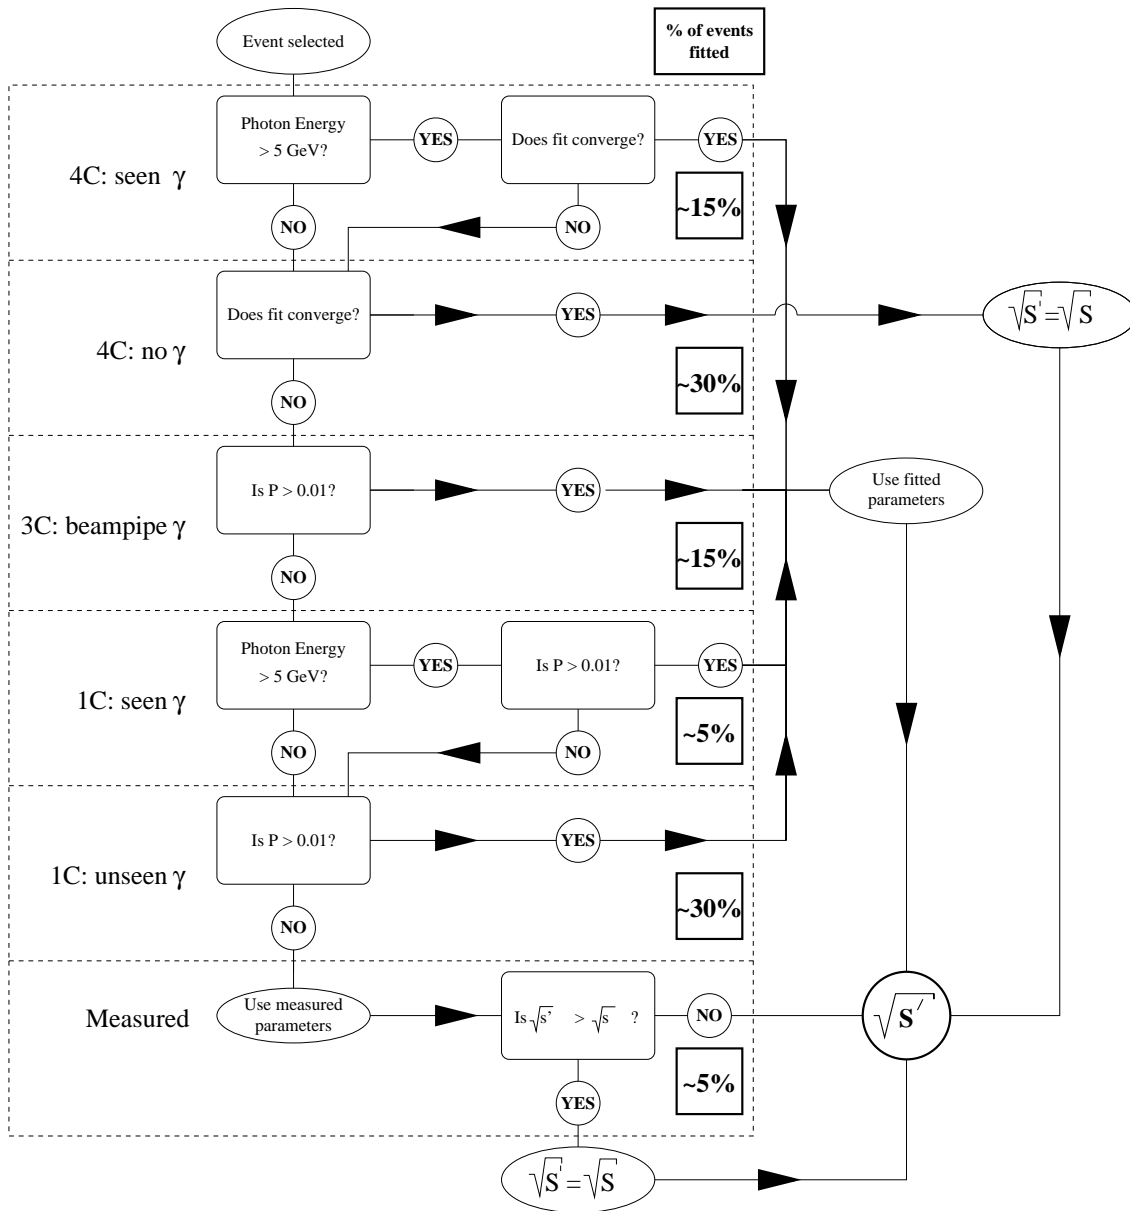 Event selected
% of events
fitted
4C: seen γ
Photon Energy
> 5 GeV?
YES
Does fit converge?
YES
~15%
NO
NO
4C: no γ
Does fit converge?
YES
√S' = √S
~30%
NO
3C: beampipe γ
Is P > 0.01?
YES
Use fitted
parameters
~15%
NO
1C: seen γ
Photon Energy
> 5 GeV?
YES
Is P > 0.01?
YES
~5%
NO
NO
1C: unseen γ
Is P > 0.01?
YES
~30%
NO
Measured
Use measured
parameters
Is √s' > √s ?
NO
√S'
~5%
YES
√S' = √S